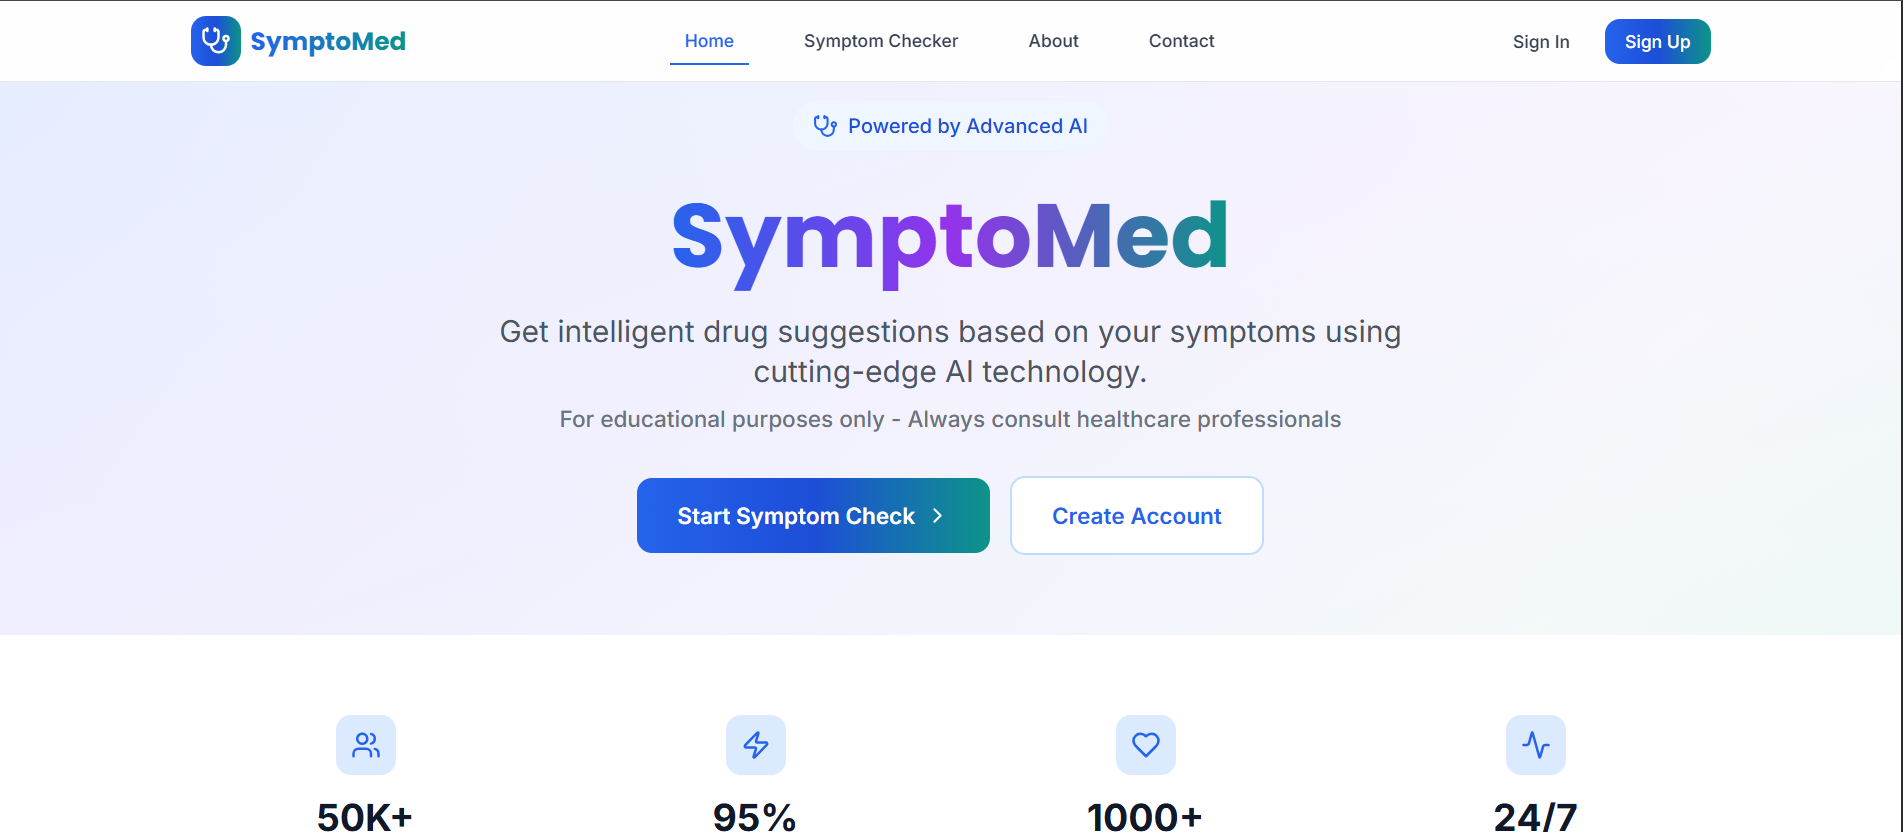 SymptoMed
Home
Symptom Checker
About
Contact
Sign In
Sign Up
Powered by Advanced AI
SymptoMed
Get intelligent drug suggestions based on your symptoms using
cutting-edge AI technology.
For educational purposes only - Always consult healthcare professionals
Start Symptom Check
Create Account
50K+
95%
1000+
24/7